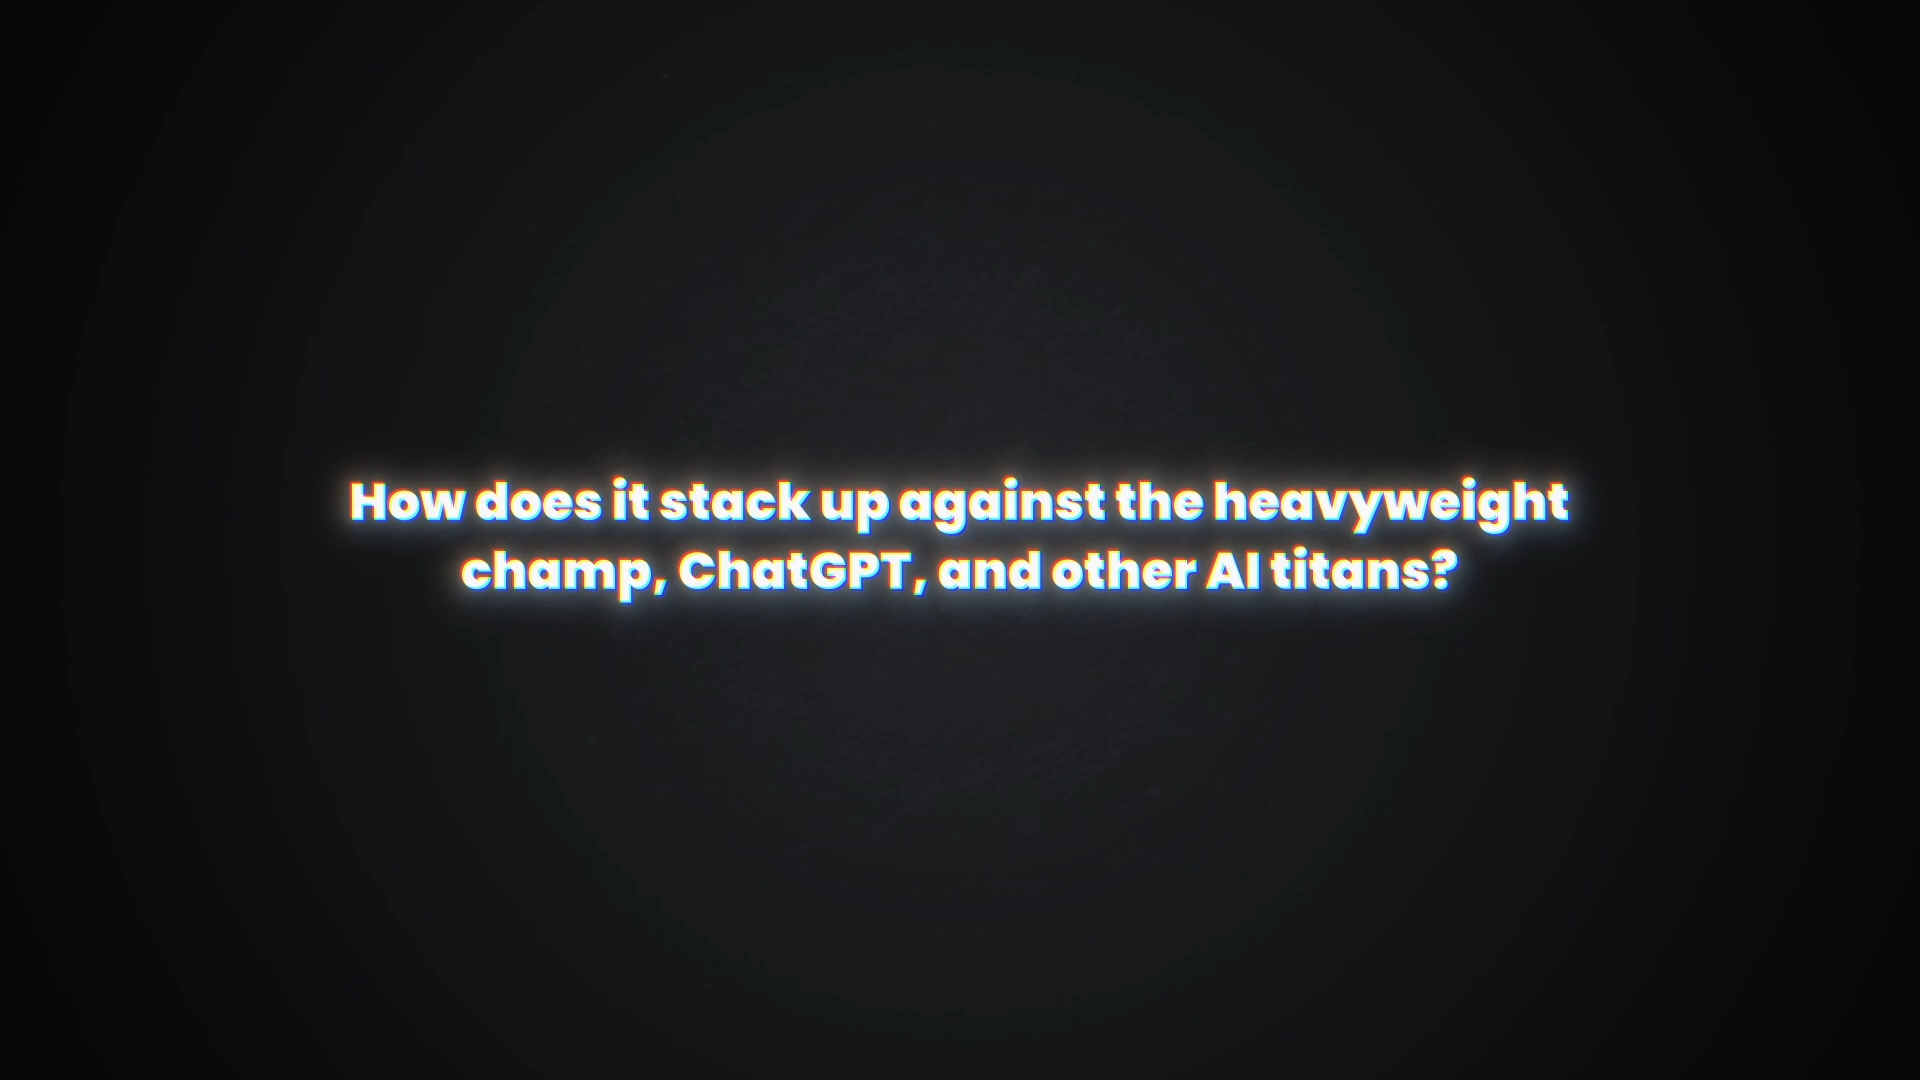 How does it stack up against the heavyweight
champ, ChatGPT, and other AI titans?